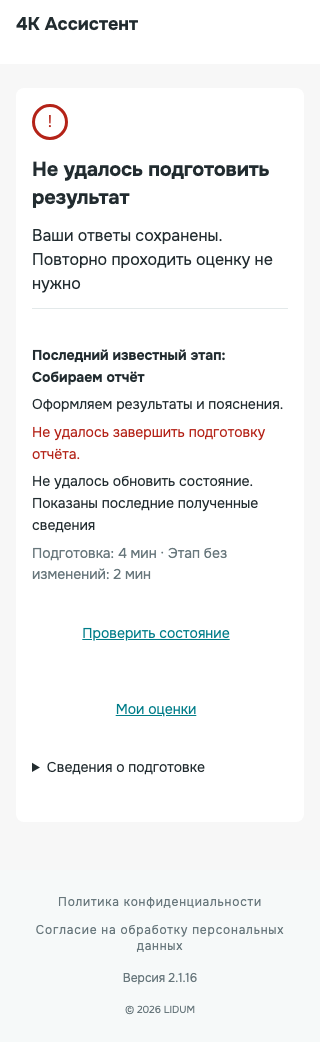 4К Ассистент
!
Не удалось подготовить
результат
Ваши ответы сохранены.
Повторно проходить оценку не
нужно
Последний известный этап:
Собираем отчёт
Оформляем результаты и пояснения.
Не удалось завершить подготовку
отчёта.
Не удалось обновить состояние.
Показаны последние полученные
сведения
Подготовка: 4 мин · Этап без
изменений: 2 мин
Проверить состояние
Мои оценки
Сведения о подготовке
Политика конфиденциальности
Согласие на обработку персональных
данных
Версия 2.1.16
© 2026 LIDUM